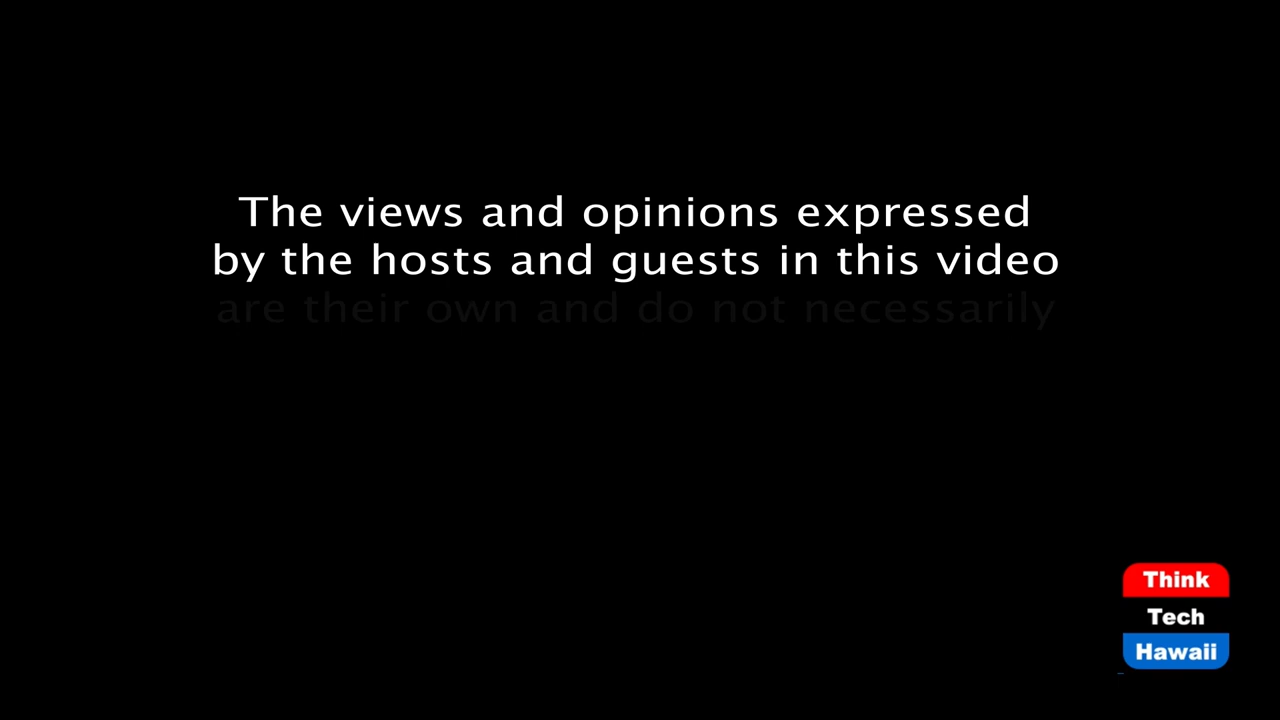 The views and opinions expressed
by the hosts and guests in this video
are their own and do not necessarily
Think
Tech
Hawaii